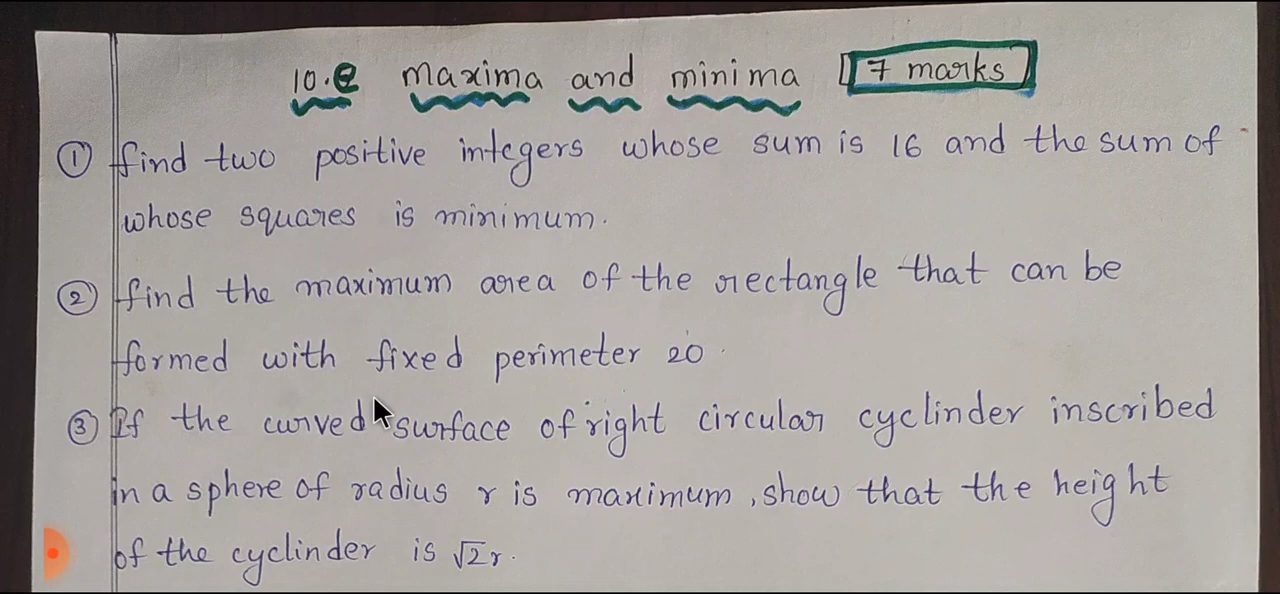 10.e maxima and minima [7 marks]
① find two positive integers whose sum is 16 and the sum of
whose squares is minimum.
② find the maximum area of the rectangle that can be
formed with fixed perimeter 20.
③ If the curved surface of right circular cyclinder inscribed
in a sphere of radius r is maximum, show that the height
of the cyclinder is √2r.